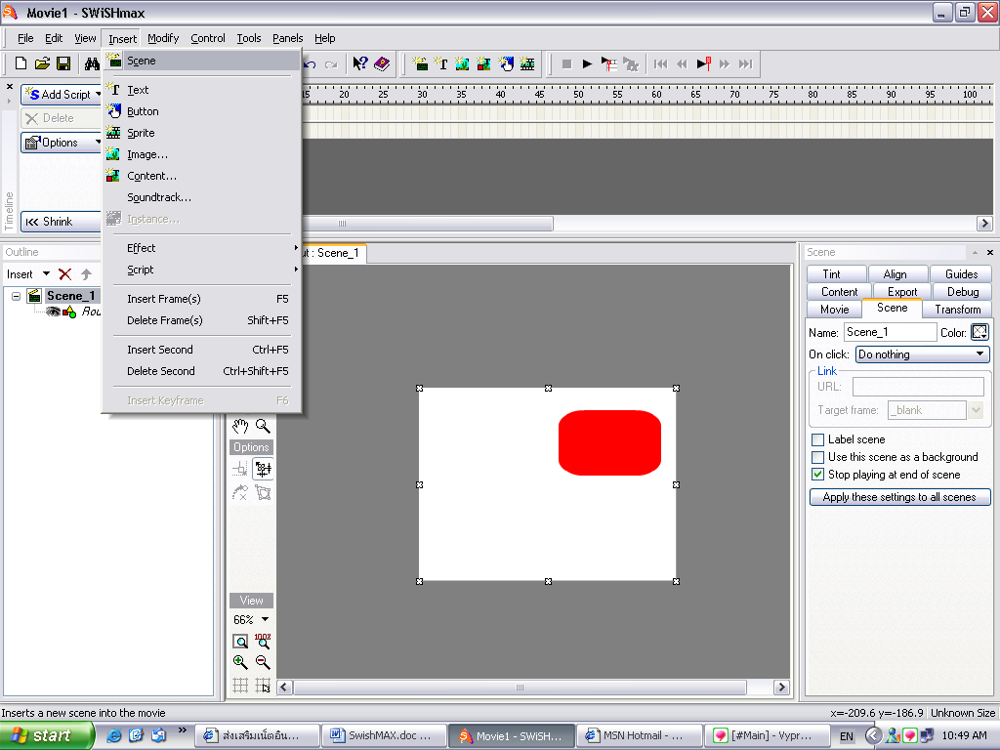 Movie1 - SWiSHmax
File Edit View Insert Modify Control Tools Panels Help
Scene
Text
Button
Sprite
Image...
Content...
Soundtrack...
Instance...
Effect
Script
Insert Frame(s) F5
Delete Frame(s) Shift+F5
Insert Second Ctrl+F5
Delete Second Ctrl+Shift+F5
Insert Keyframe F6
Add Script
Delete
Options
Shrink
Timeline
15 20 25 30 35 40 45 50 55 60 65 70 75 80 85 90 95 100
Outline
Insert
Scene_1
Rou
ut : Scene_1
Options
View
66%
100%
Scene
Tint Align Guides
Content Export Debug
Movie Scene Transform
Name: Scene_1 Color:
On click: Do nothing
Link
URL:
Target frame: _blank
Label scene
Use this scene as a background
Stop playing at end of scene
Apply these settings to all scenes
Inserts a new scene into the movie x=-209.6 y=-186.9 Unknown Size
start » ส่งเสริมเน็ตอิน... SwishMAX.doc ... Movie1 - SWiSH... MSN Hotmail - ... [#Main] - Vypr... EN 10:49 AM